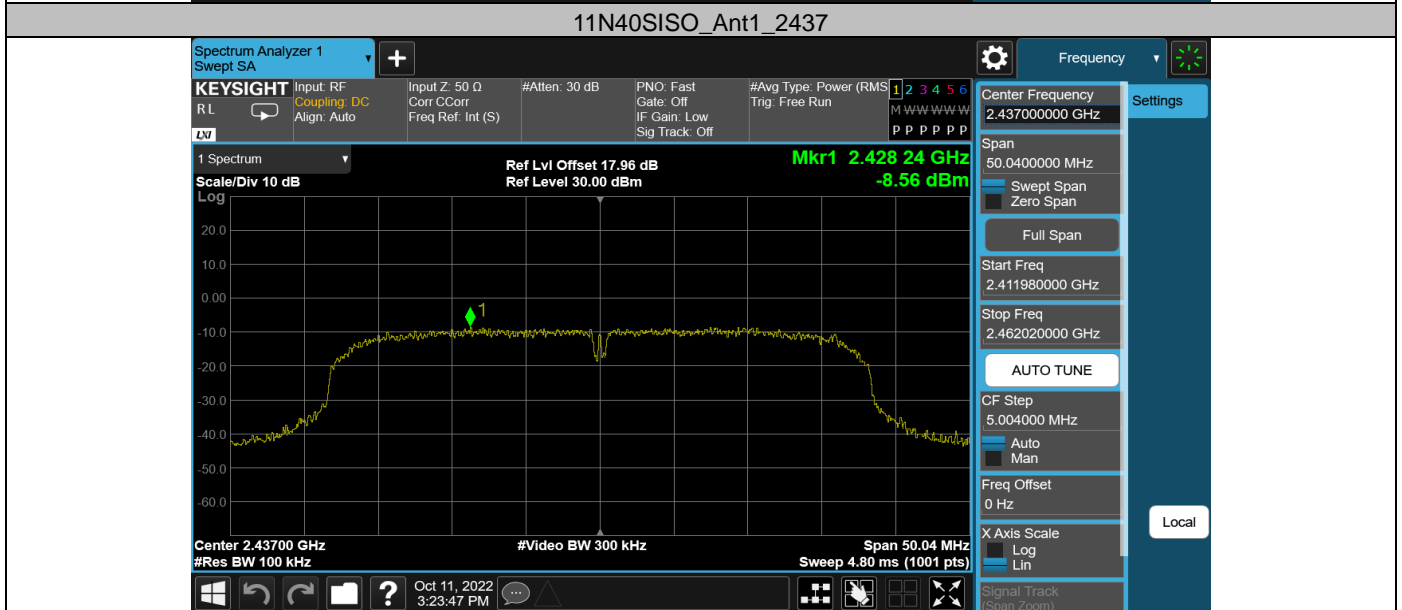 11N40SISO_Ant1_2437
Spectrum Analyzer 1
Swept SA
Frequency
KEYSIGHT
RL
LXI
Input: RF
Coupling: DC
Align: Auto
Input Z: 50 Ω
Corr CCorr
Freq Ref: Int (S)
#Atten: 30 dB
PNO: Fast
Gate: Off
IF Gain: Low
Sig Track: Off
#Avg Type: Power (RMS
Trig: Free Run
1 2 3 4 5 6
M W W W W W
P P P P P P
1 Spectrum
Scale/Div 10 dB
Log
Ref Lvl Offset 17.96 dB
Ref Level 30.00 dBm
Mkr1 2.428 24 GHz
-8.56 dBm
20.0
10.0
0.00
-10.0
-20.0
-30.0
-40.0
-50.0
-60.0
1
Center 2.43700 GHz
#Res BW 100 kHz
#Video BW 300 kHz
Span 50.04 MHz
Sweep 4.80 ms (1001 pts)
Center Frequency
2.437000000 GHz
Span
50.0400000 MHz
Swept Span
Zero Span
Full Span
Start Freq
2.411980000 GHz
Stop Freq
2.462020000 GHz
AUTO TUNE
CF Step
5.004000 MHz
Auto
Man
Freq Offset
0 Hz
X Axis Scale
Log
Lin
Signal Track
(Span Zoom)
Settings
Local
?
Oct 11, 2022
3:23:47 PM